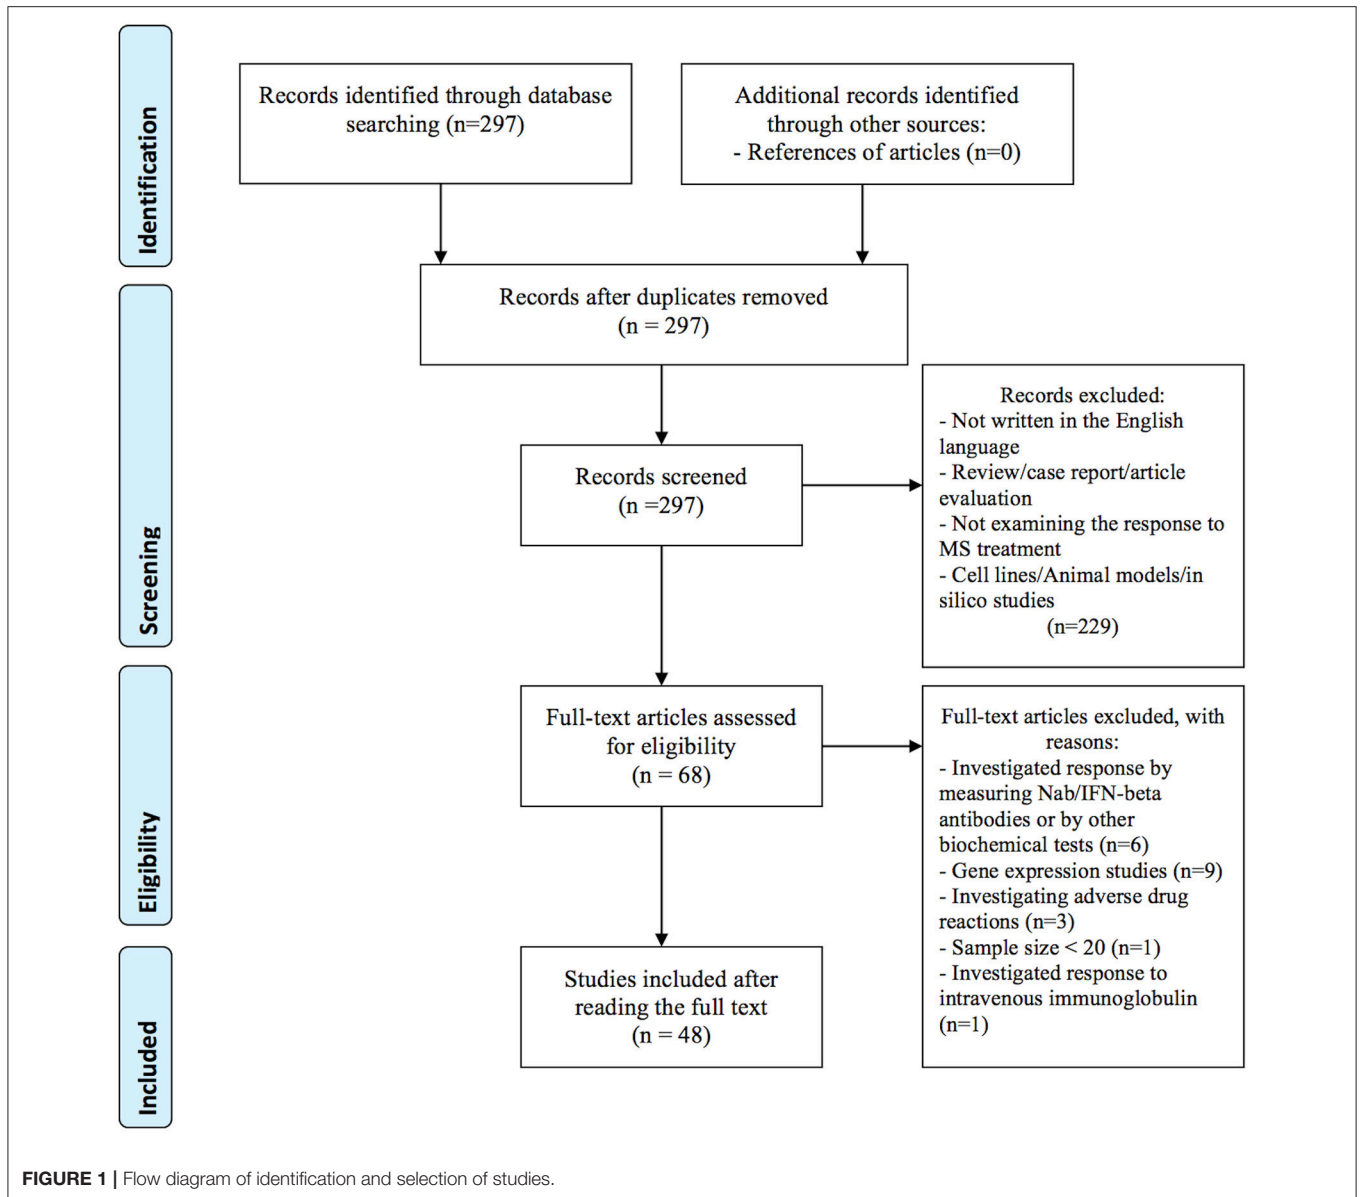 Identification
Records identified through database
searching (n=297)
Additional records identified
through other sources:
- References of articles (n=0)
Records after duplicates removed
(n = 297)
Screening
Records screened
(n =297)
Records excluded:
- Not written in the English
language
- Review/case report/article
evaluation
- Not examining the response to
MS treatment
- Cell lines/Animal models/in
silico studies
(n=229)
Eligibility
Full-text articles assessed
for eligibility
(n = 68)
Full-text articles excluded, with
reasons:
- Investigated response by
measuring Nab/IFN-beta
antibodies or by other
biochemical tests (n=6)
- Gene expression studies (n=9)
- Investigating adverse drug
reactions (n=3)
- Sample size < 20 (n=1)
- Investigated response to
intravenous immunoglobulin
(n=1)
Included
Studies included after
reading the full text
(n = 48)
FIGURE 1 | Flow diagram of identification and selection of studies.